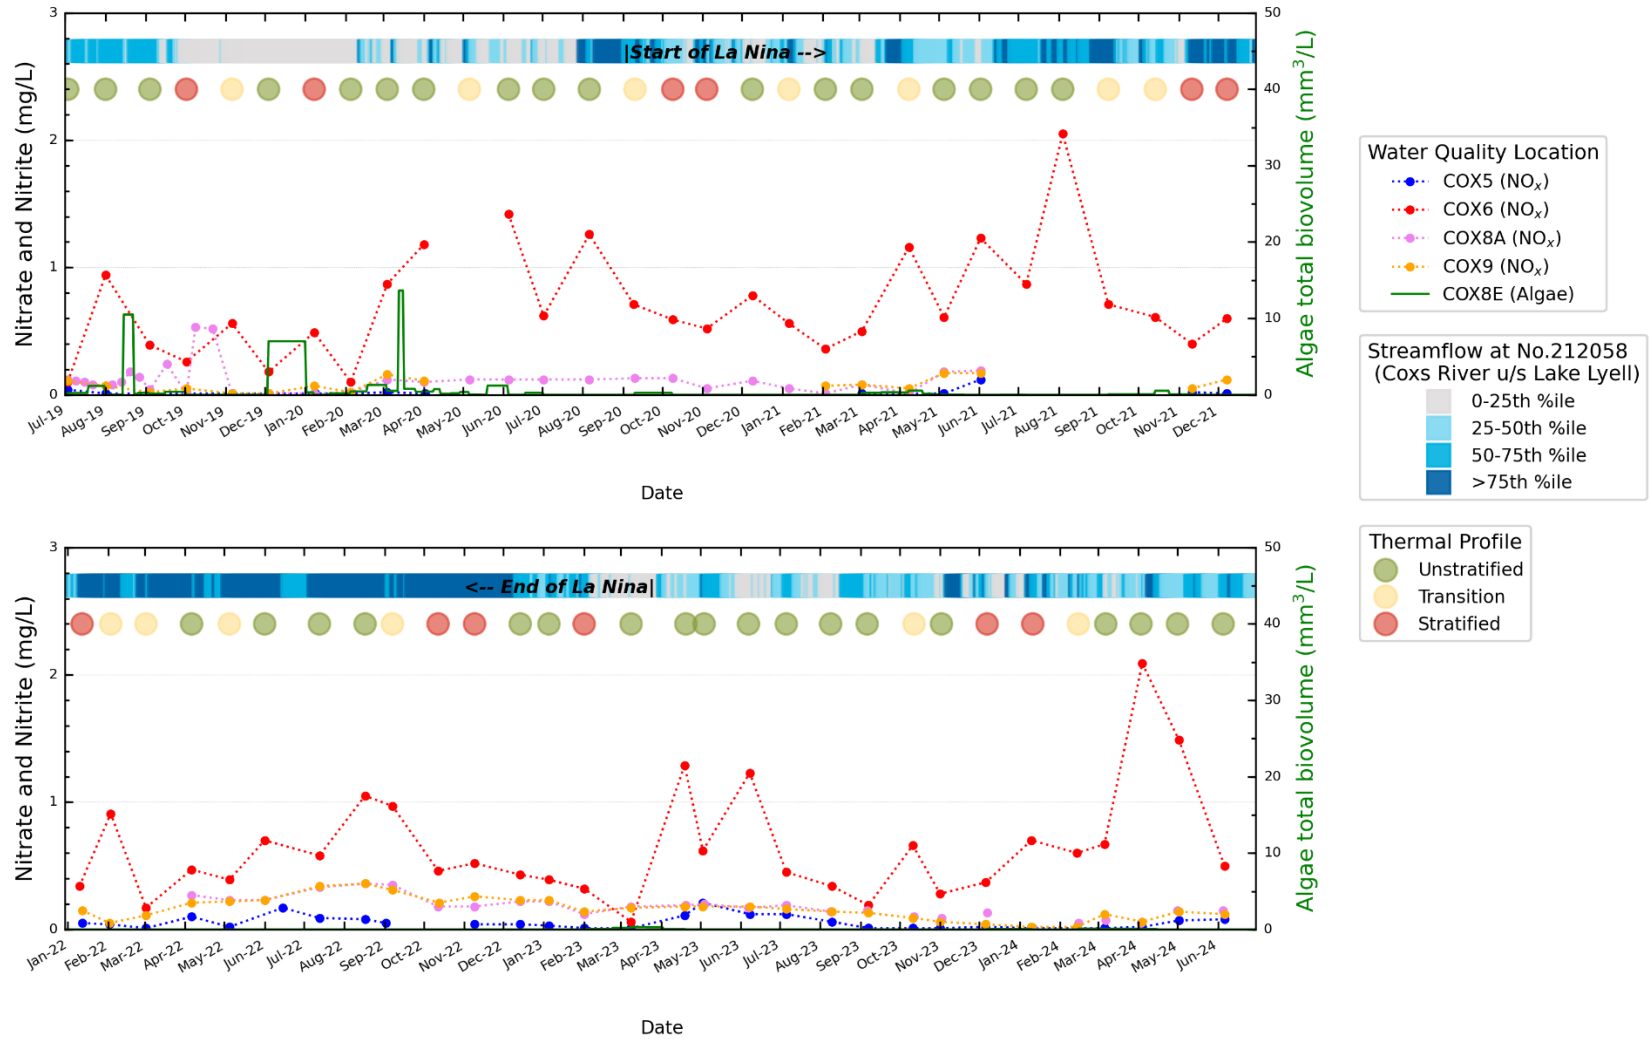 Nitrate and Nitrite (mg/L)
3
2
1
0
50
40
30
20
10
0
Algae total biovolume (mm³/L)
|Start of La Nina -->
Jul-19
Aug-19
Sep-19
Oct-19
Nov-19
Dec-19
Jan-20
Feb-20
Mar-20
Apr-20
May-20
Jun-20
Jul-20
Aug-20
Sep-20
Oct-20
Nov-20
Dec-20
Jan-21
Feb-21
Mar-21
Apr-21
May-21
Jun-21
Jul-21
Aug-21
Sep-21
Oct-21
Nov-21
Dec-21
Date
Water Quality Location
COX5 (NOₓ)
COX6 (NOₓ)
COX8A (NOₓ)
COX9 (NOₓ)
COX8E (Algae)
Streamflow at No.212058
(Coxs River u/s Lake Lyell)
0-25th %ile
25-50th %ile
50-75th %ile
>75th %ile
Thermal Profile
Unstratified
Transition
Stratified
Nitrate and Nitrite (mg/L)
3
2
1
0
50
40
30
20
10
0
Algae total biovolume (mm³/L)
<-- End of La Nina|
Jan-22
Feb-22
Mar-22
Apr-22
May-22
Jun-22
Jul-22
Aug-22
Sep-22
Oct-22
Nov-22
Dec-22
Jan-23
Feb-23
Mar-23
Apr-23
May-23
Jun-23
Jul-23
Aug-23
Sep-23
Oct-23
Nov-23
Dec-23
Jan-24
Feb-24
Mar-24
Apr-24
May-24
Jun-24
Date